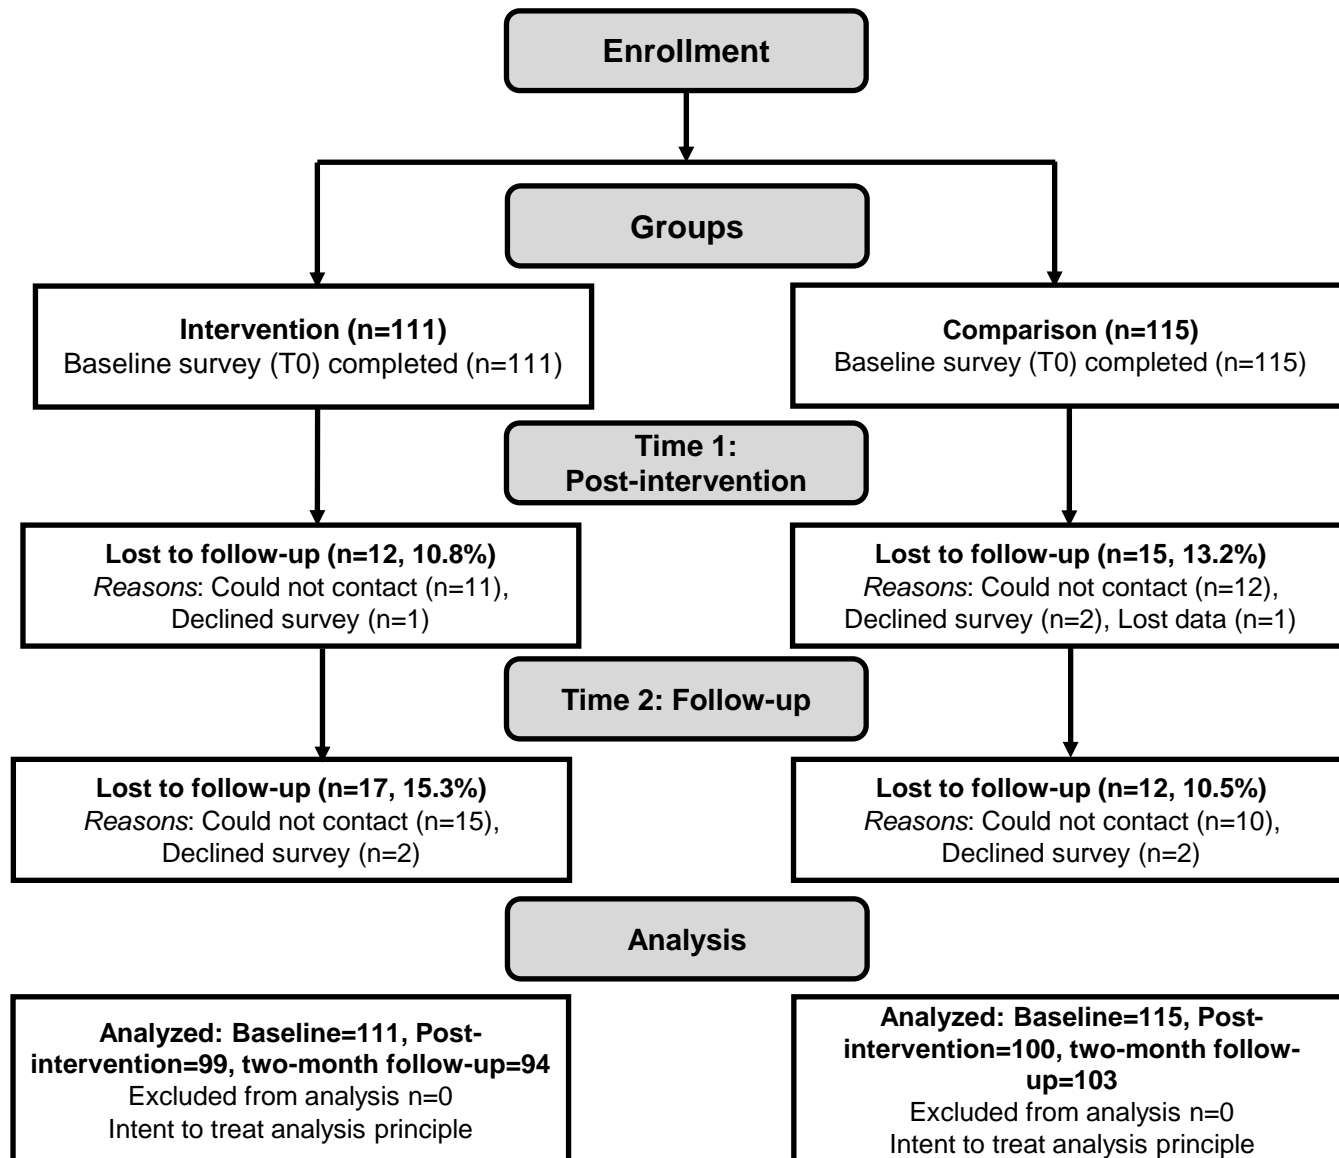 Enrollment
Groups
Intervention (n=111)
Baseline survey (T0) completed (n=111)
Comparison (n=115)
Baseline survey (T0) completed (n=115)
Time 1:
Post-intervention
Lost to follow-up (n=12, 10.8%)
Reasons: Could not contact (n=11),
Declined survey (n=1)
Lost to follow-up (n=15, 13.2%)
Reasons: Could not contact (n=12),
Declined survey (n=2), Lost data (n=1)
Time 2: Follow-up
Lost to follow-up (n=17, 15.3%)
Reasons: Could not contact (n=15),
Declined survey (n=2)
Lost to follow-up (n=12, 10.5%)
Reasons: Could not contact (n=10),
Declined survey (n=2)
Analysis
Analyzed: Baseline=111, Post-
intervention=99, two-month follow-up=94
Excluded from analysis n=0
Intent to treat analysis principle
Analyzed: Baseline=115, Post-
intervention=100, two-month follow-
up=103
Excluded from analysis n=0
Intent to treat analysis principle